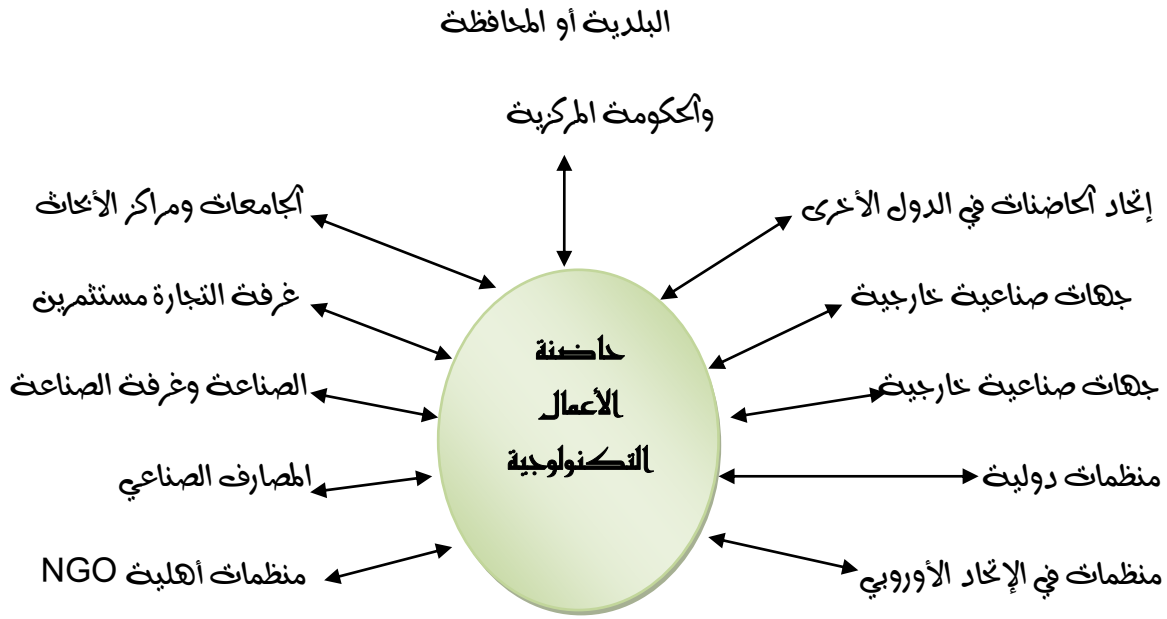 البلدية أو المحافظة
والحكومة المركزية
إتحاد الحاضنات في الدول الأخرى
الجامعات ومراكز الأبحاث
جهات صناعية خارجية
غرفة التجارة مستثمرين
حاضنة
الأعمال
التكنولوجية
جهات صناعية خارجية
الصناعة وغرفة الصناعة
منظمات دولية
المصارف الصناعي
منظمات في الإتحاد الأوروبي
منظمات أهلية NGO